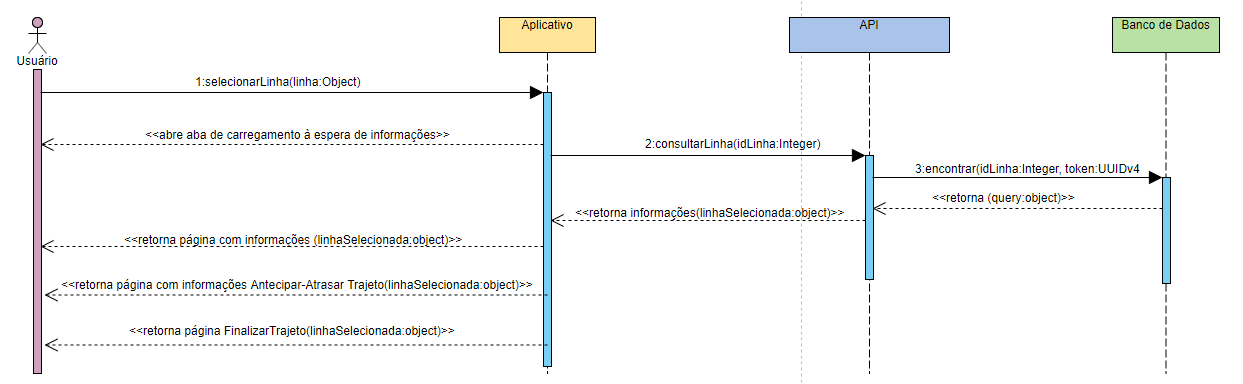 Aplicativo
API
Banco de Dados
Usuário
1:selecionarLinha(linha:Object)
<<abre aba de carregamento à espera de informações>>
2:consultarLinha(idLinha:Integer)
3:encontrar(idLinha:Integer, token:UUIDv4
<<retorna (query:object)>>
<<retorna informações(linhaSelecionada:object)>>
<<retorna página com informações (linhaSelecionada:object)>>
<<retorna página com informações Antecipar-Atrasar Trajeto(linhaSelecionada:object)>>
<<retorna página FinalizarTrajeto(linhaSelecionada:object)>>